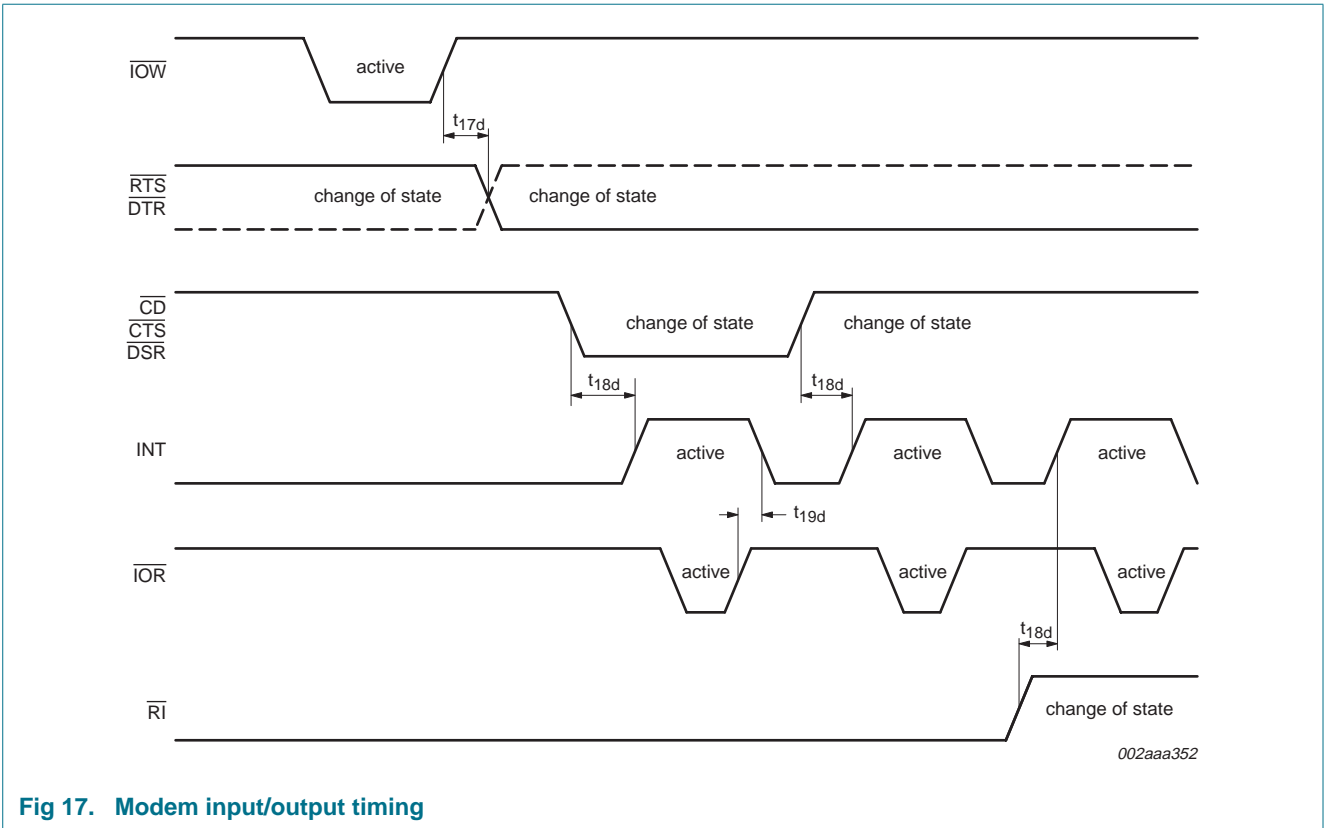 IOW active
t17d
RTS
DTR
change of state change of state
CD
CTS
DSR
change of state change of state
t18d t18d
INT active active active
t19d
IOR active active active
t18d
RI change of state
002aaa352
Fig 17. Modem input/output timing